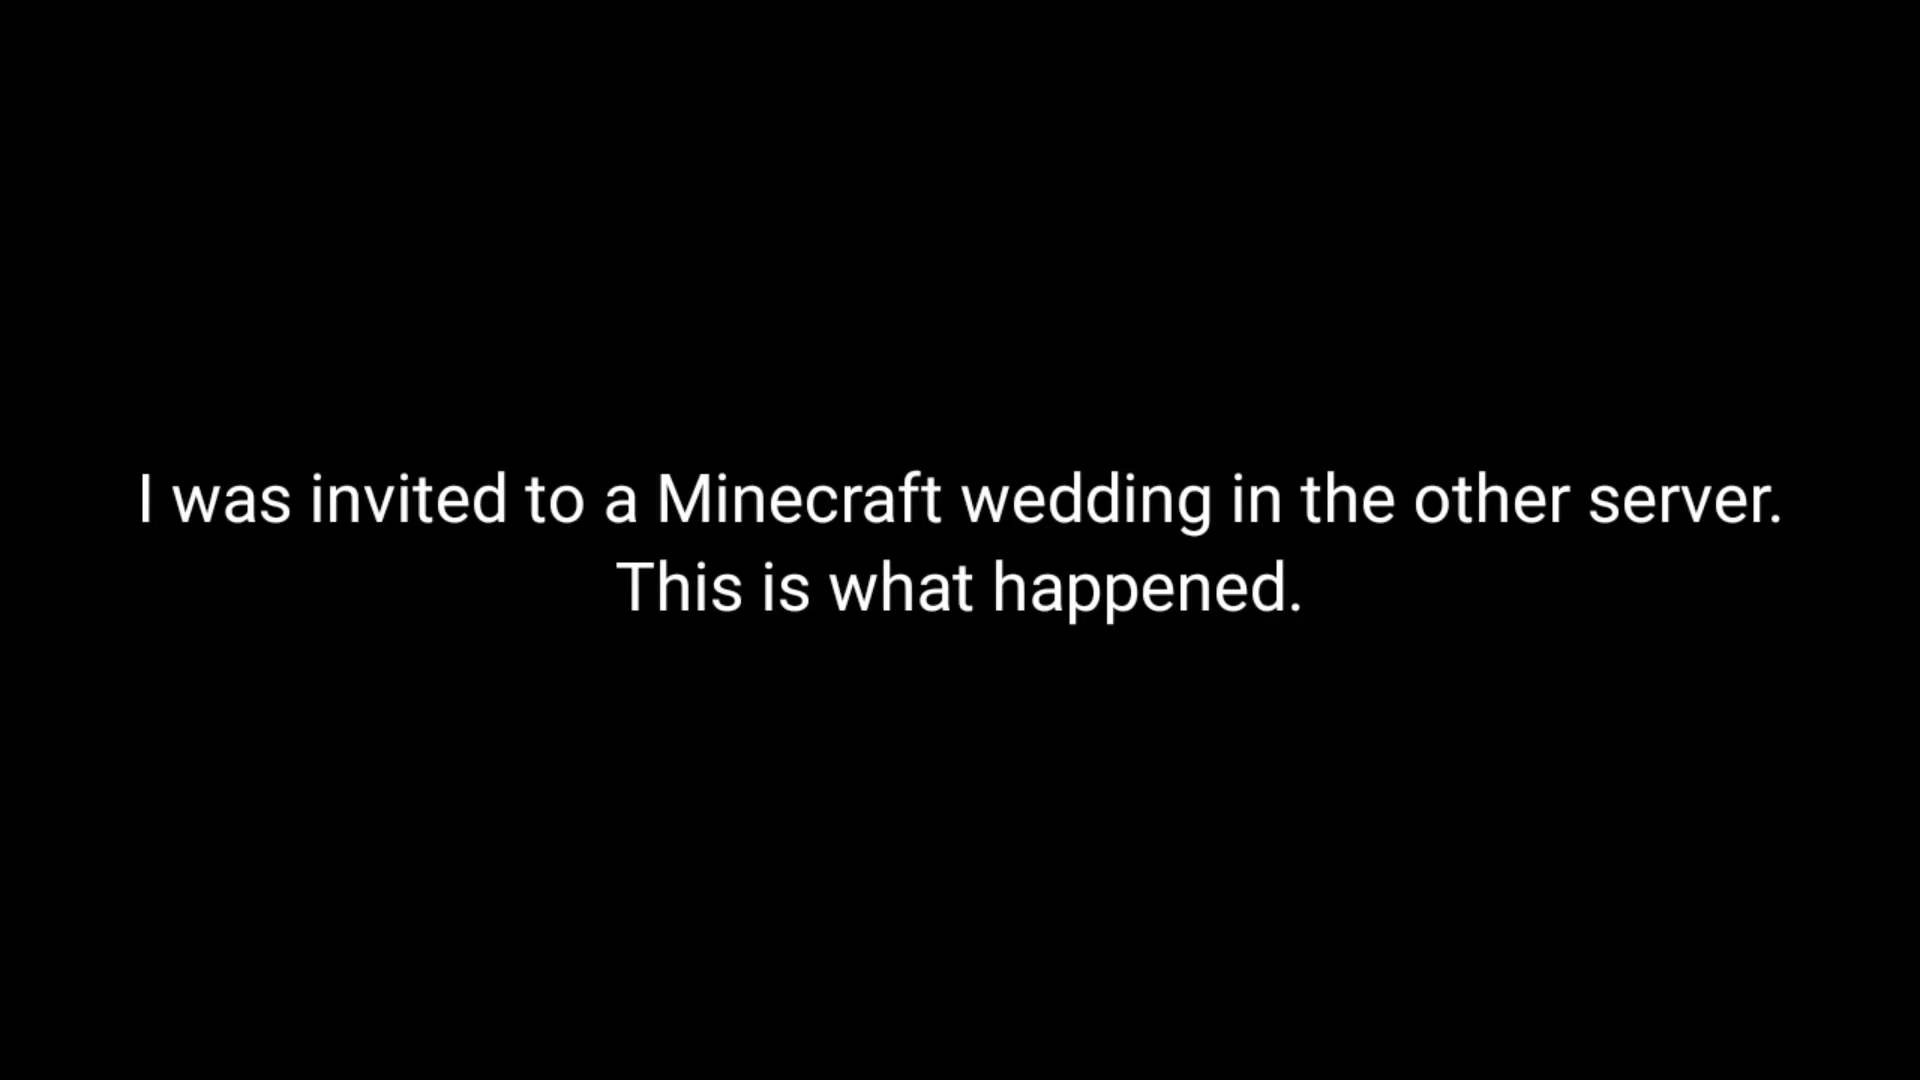 I was invited to a Minecraft wedding in the other server.
This is what happened.